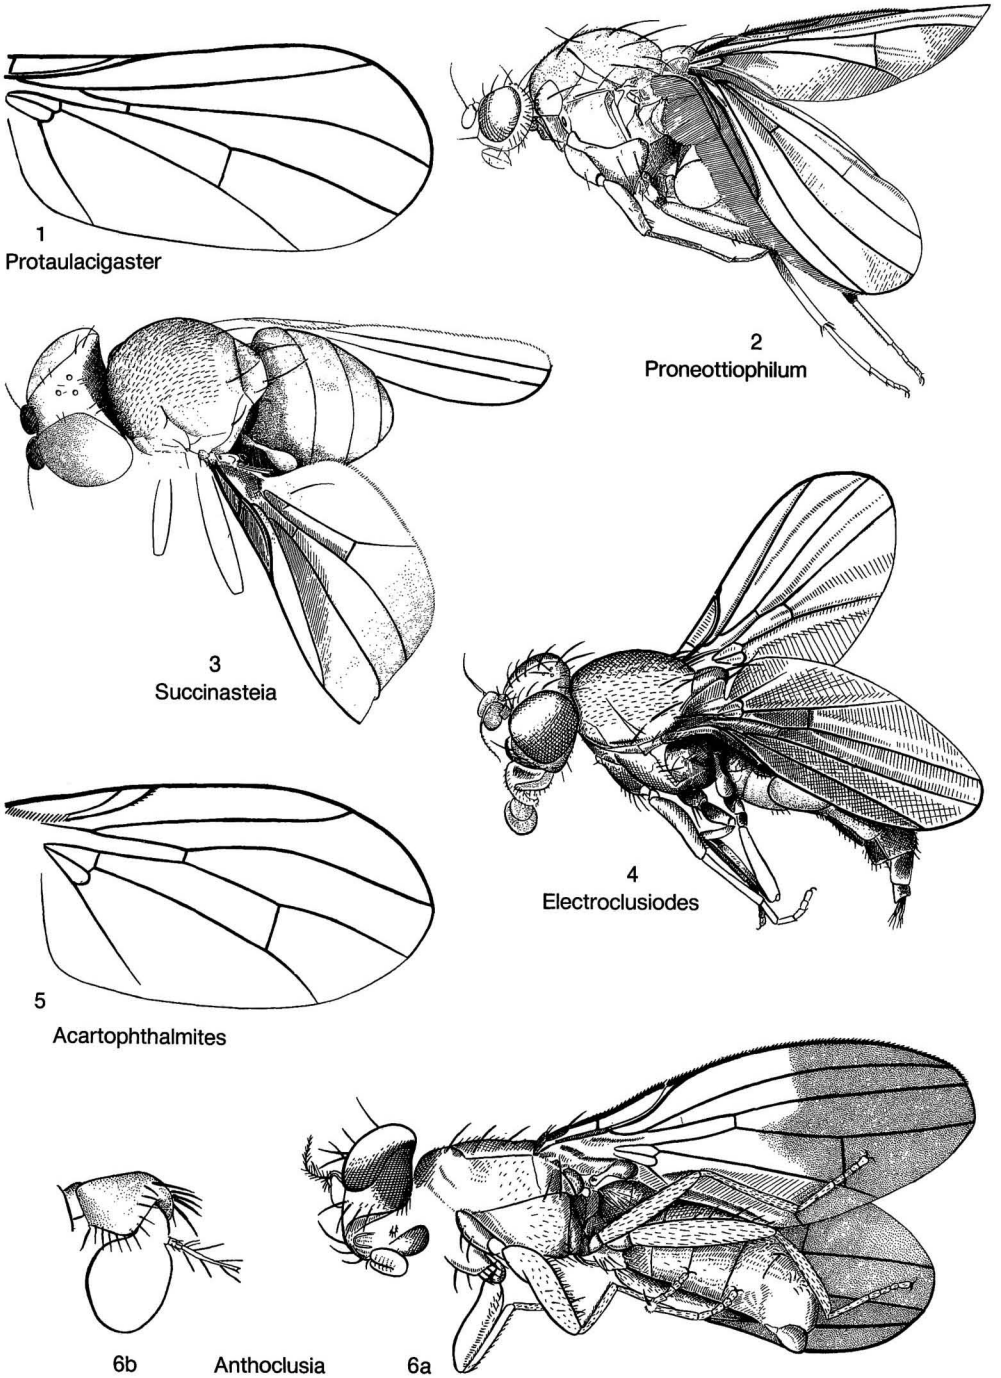 1
Protaulacigaster
2
Proneottiophilum
3
Succinasteia
4
Electroclusiodes
5
Acartophthalmites
6b Anthoclusia 6a